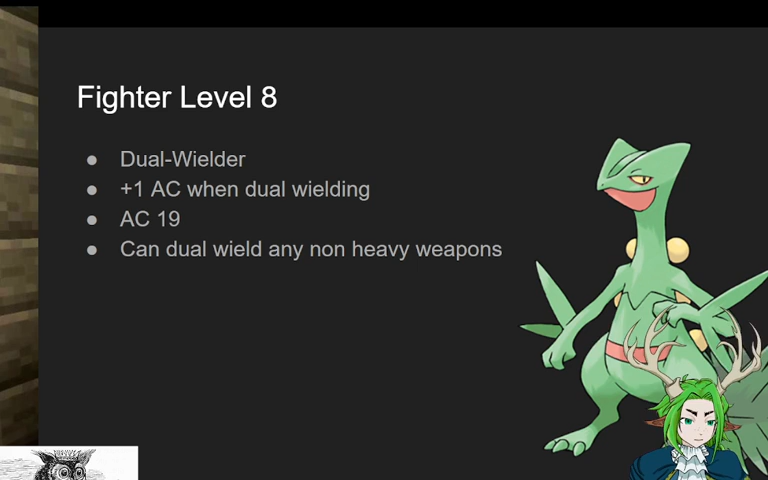 Fighter Level 8
● Dual-Wielder
● +1 AC when dual wielding
● AC 19
● Can dual wield any non heavy weapons